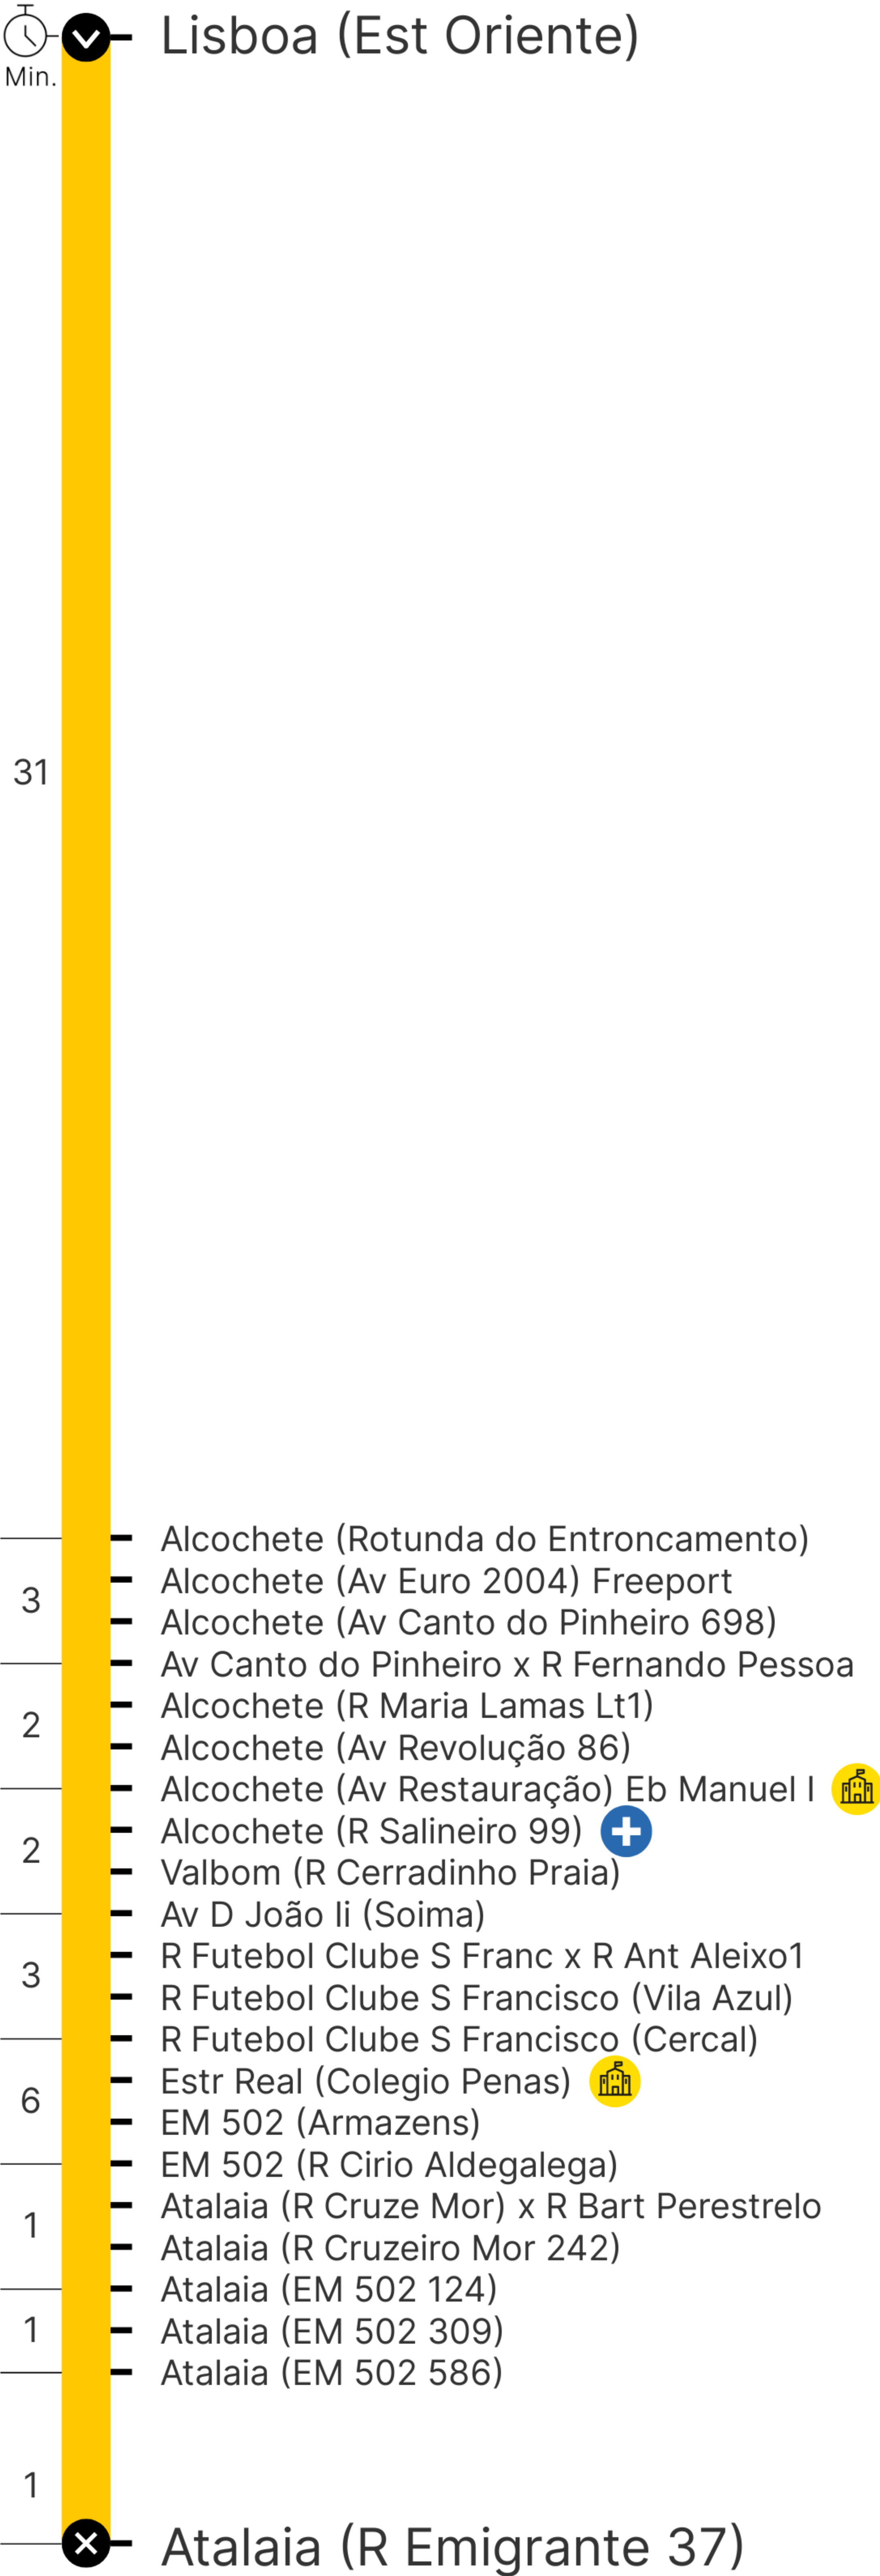 Min.
Lisboa (Est Oriente)
31
Alcochete (Rotunda do Entroncamento)
3
Alcochete (Av Euro 2004) Freeport
Alcochete (Av Canto do Pinheiro 698)
Av Canto do Pinheiro x R Fernando Pessoa
2
Alcochete (R Maria Lamas Lt1)
Alcochete (Av Revolução 86)
Alcochete (Av Restauração) Eb Manuel I
2
Alcochete (R Salineiro 99)
Valbom (R Cerradinho Praia)
Av D João Ii (Soima)
3
R Futebol Clube S Franc x R Ant Aleixo1
R Futebol Clube S Francisco (Vila Azul)
R Futebol Clube S Francisco (Cercal)
6
Estr Real (Colegio Penas)
EM 502 (Armazens)
EM 502 (R Cirio Aldegalega)
1
Atalaia (R Cruze Mor) x R Bart Perestrelo
Atalaia (R Cruzeiro Mor 242)
Atalaia (EM 502 124)
1
Atalaia (EM 502 309)
Atalaia (EM 502 586)
1
Atalaia (R Emigrante 37)